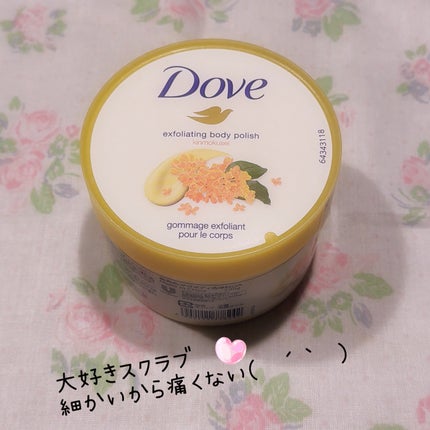 Dove
exfoliating body polish
kinmokusei
64343118
gommage exfoliant
pour le corps
大好きスクラブ
細かいから痛くない( ´ ` )